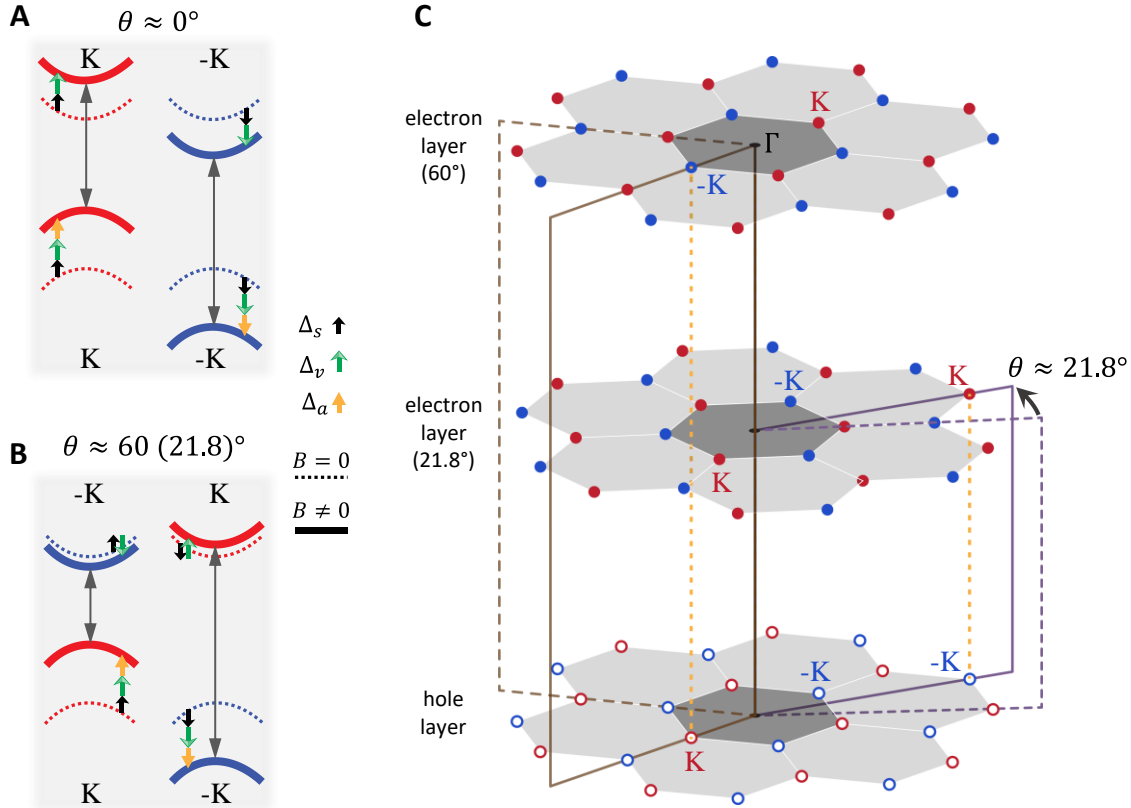 A
θ ≈ 0°
K
-K
K
-K
Δs
Δv
Δa
B = 0
B ≠ 0
B
θ ≈ 60 (21.8)°
-K
K
K
-K
C
electron
layer
(60°)
K
Γ
-K
electron
layer
(21.8°)
-K
K
K
θ ≈ 21.8°
hole
layer
-K
-K
K